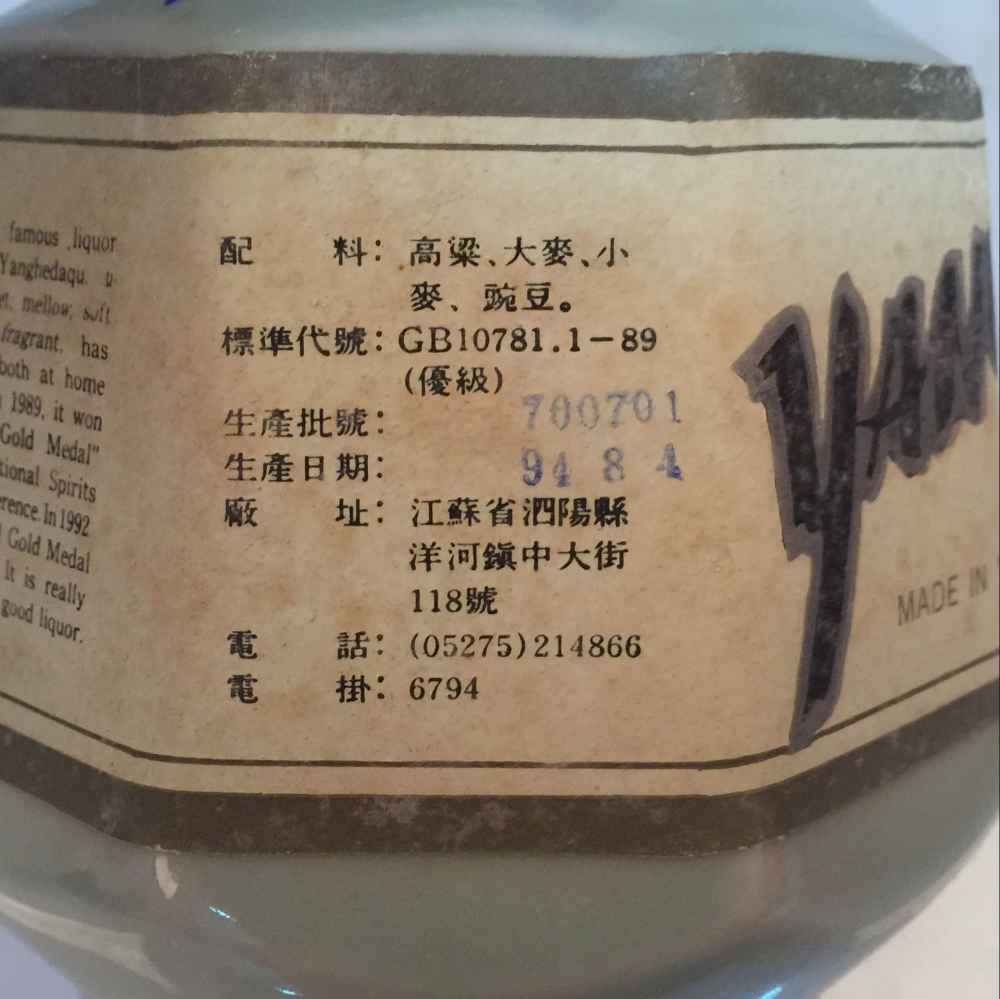 famous liquor
Yanghedaqu.
mellow, soft
fragrant, has
both at home
1989, it won
Gold Medal"
tional Spirits
erence. In 1992
Gold Medal
It is really
good liquor.
配　　料：高粱、大麥、小
麥、豌豆。
標準代號：GB10781.1－89
(優級)
生產批號：700701
生產日期：94 8 4
廠　　址：江蘇省泗陽縣
洋河鎮中大街
118號
電　　話：(05275)214866
電　　掛：6794
YAN
MADE IN